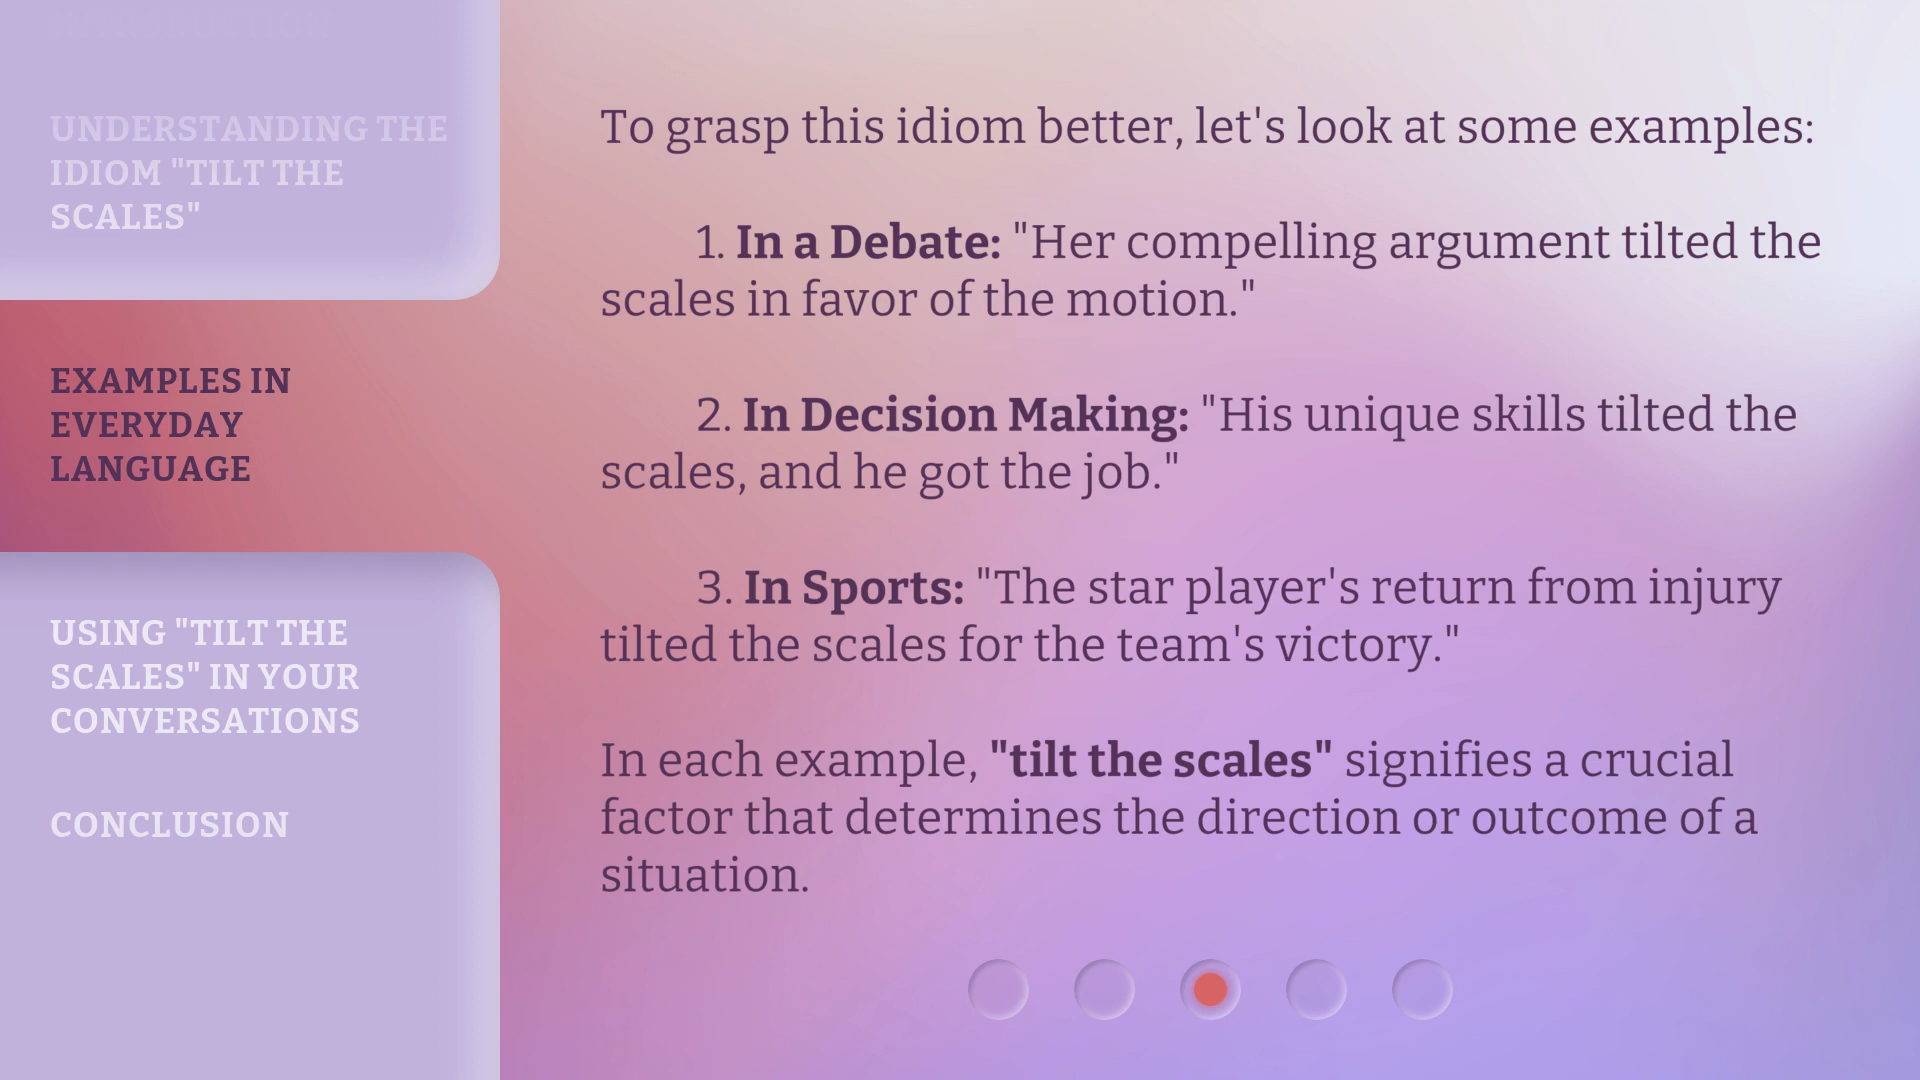 INTRODUCTION
UNDERSTANDING THE
IDIOM "TILT THE
SCALES"
EXAMPLES IN
EVERYDAY
LANGUAGE
USING "TILT THE
SCALES" IN YOUR
CONVERSATIONS
CONCLUSION
To grasp this idiom better, let's look at some examples:
1. In a Debate: "Her compelling argument tilted the
scales in favor of the motion."
2. In Decision Making: "His unique skills tilted the
scales, and he got the job."
3. In Sports: "The star player's return from injury
tilted the scales for the team's victory."
In each example, "tilt the scales" signifies a crucial
factor that determines the direction or outcome of a
situation.